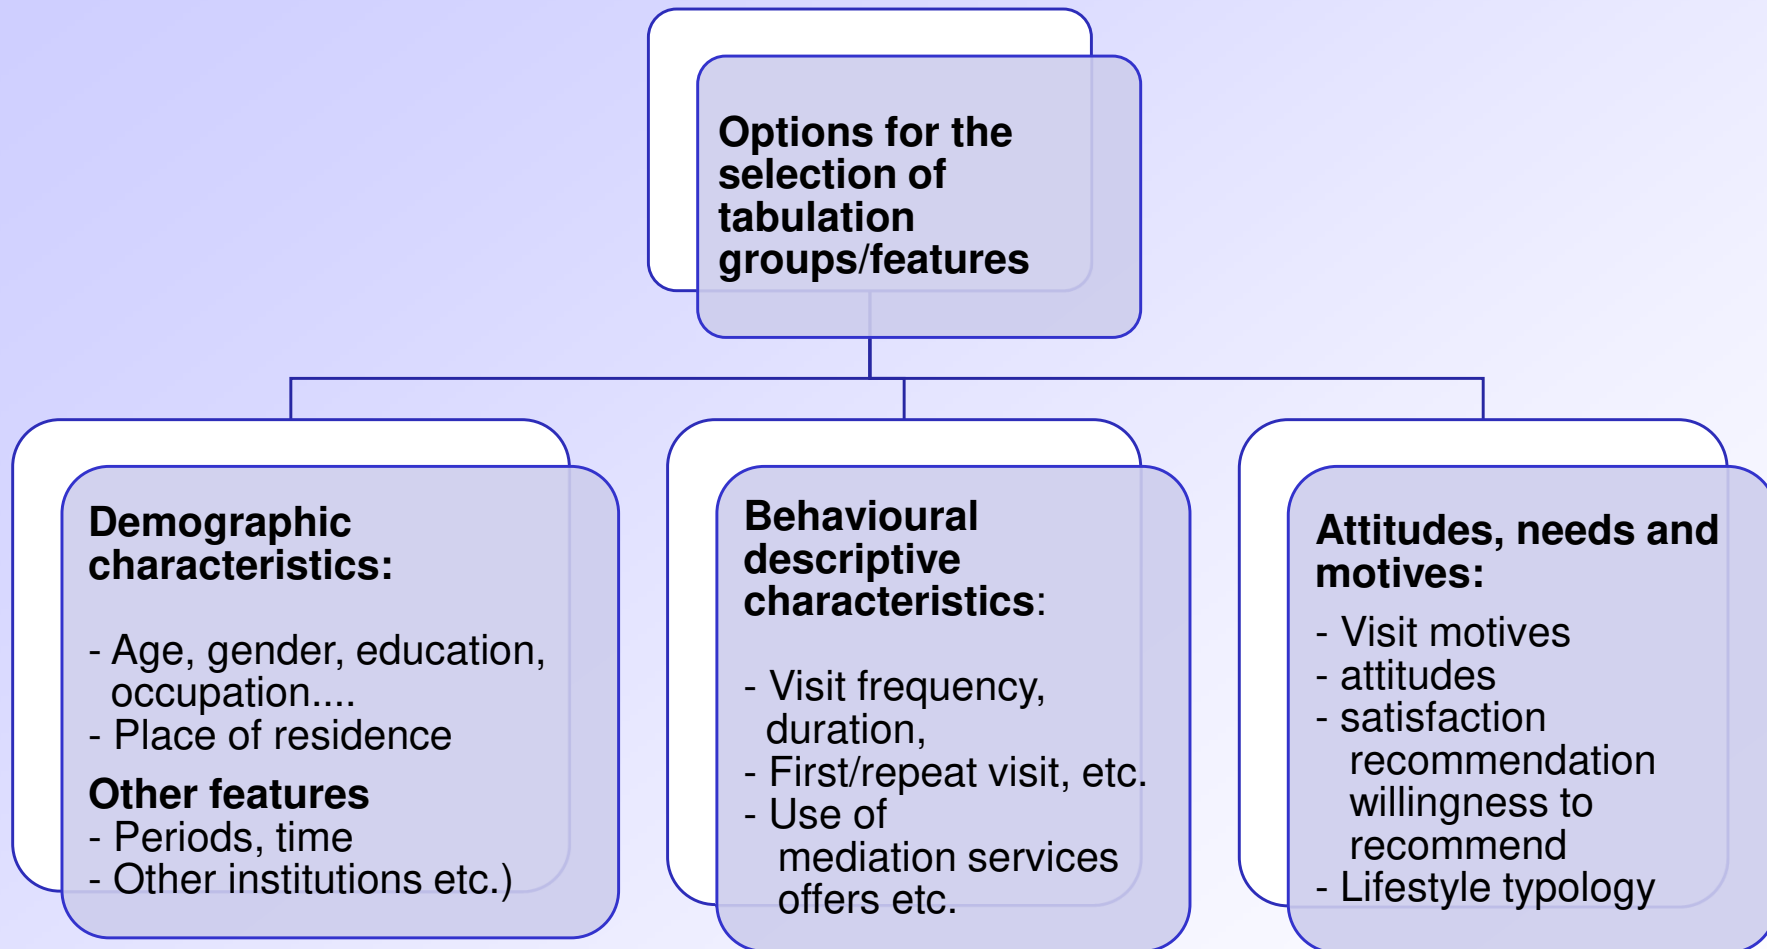 Options for the
selection of
tabulation
groups/features
Demographic
characteristics:
- Age, gender, education,
occupation....
- Place of residence
Other features
- Periods, time
- Other institutions etc.)
Behavioural
descriptive
characteristics:
- Visit frequency,
duration,
- First/repeat visit, etc.
- Use of
mediation services
offers etc.
Attitudes, needs and
motives:
- Visit motives
- attitudes
- satisfaction
recommendation
willingness to
recommend
- Lifestyle typology